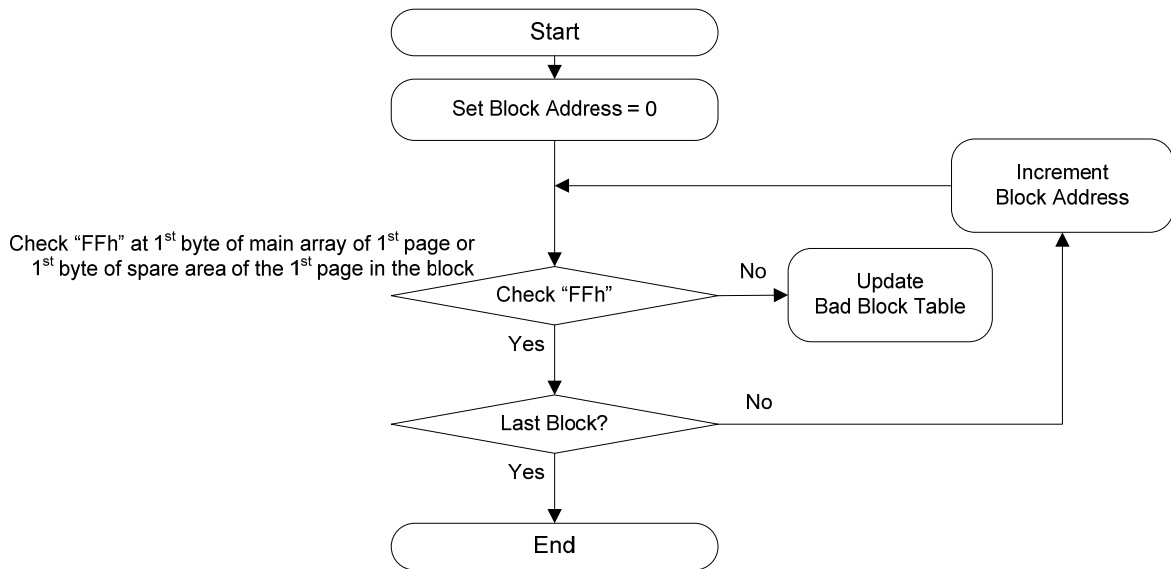 Start
Set Block Address = 0
Increment
Block Address
Check “FFh” at 1st byte of main array of 1st page or
1st byte of spare area of the 1st page in the block
Check “FFh”
No
Update
Bad Block Table
Yes
Last Block?
No
Yes
End